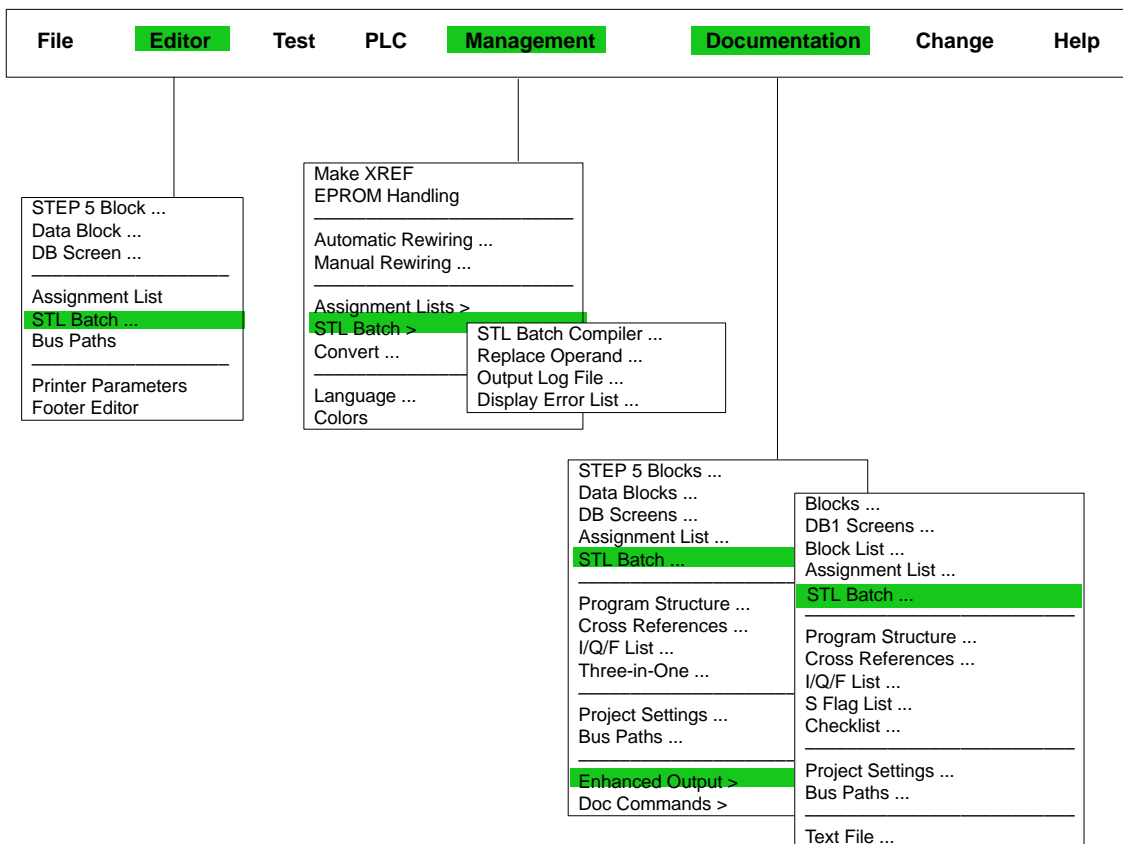 File Editor Test PLC Management Documentation Change Help
STEP 5 Block ...
Data Block ...
DB Screen ...
Assignment List
STL Batch ...
Bus Paths
Printer Parameters
Footer Editor
Make XREF
EPROM Handling
Automatic Rewiring ...
Manual Rewiring ...
Assignment Lists >
STL Batch >
Convert ...
Language ...
Colors
STL Batch Compiler ...
Replace Operand ...
Output Log File ...
Display Error List ...
STEP 5 Blocks ...
Data Blocks ...
DB Screens ...
Assignment List ...
STL Batch ...
Program Structure ...
Cross References ...
I/Q/F List ...
Three-in-One ...
Project Settings ...
Bus Paths ...
Enhanced Output >
Doc Commands >
Blocks ...
DB1 Screens ...
Block List ...
Assignment List ...
STL Batch ...
Program Structure ...
Cross References ...
I/Q/F List ...
S Flag List ...
Checklist ...
Project Settings ...
Bus Paths ...
Text File ...